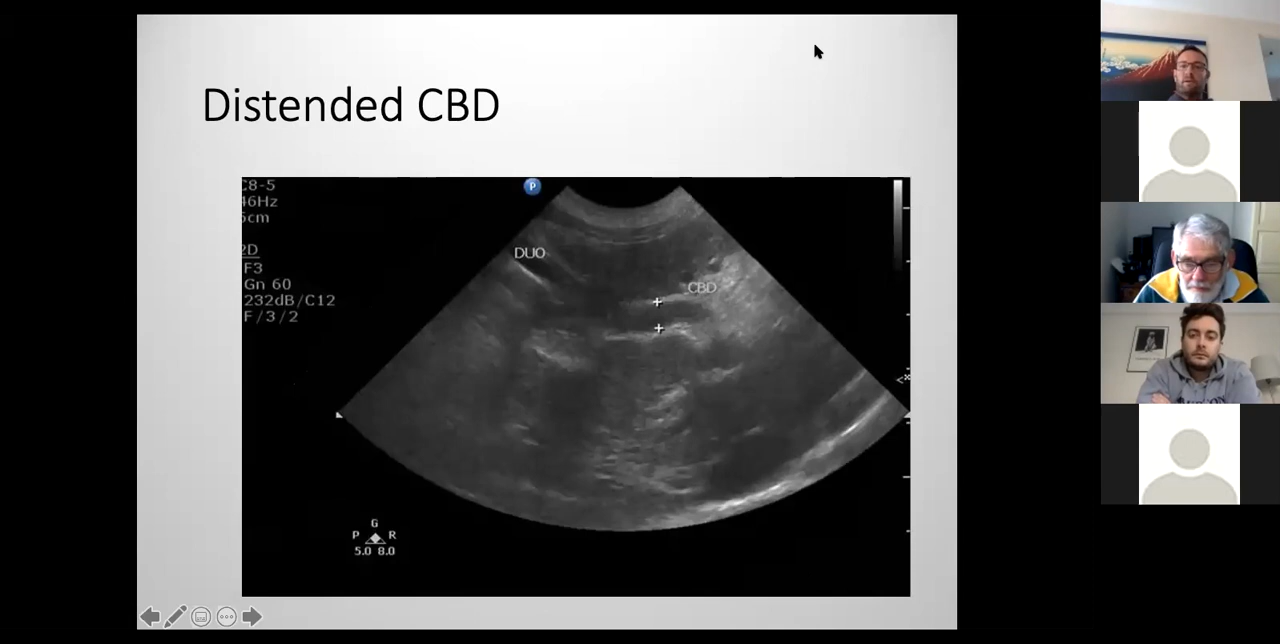 Distended CBD
C8-5
46Hz
5cm
P
2D
F3
Gn 60
232dB/C12
F/3/2
DUO
CBD
G
P R
5.0 8.0